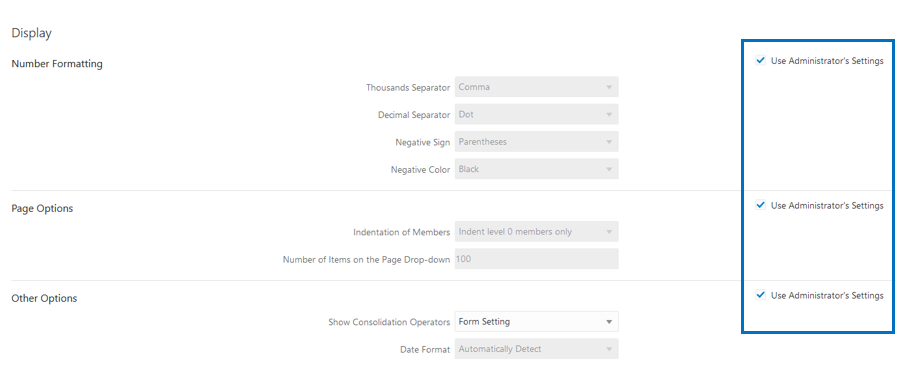 Display
Number Formatting
Use Administrator's Settings
Thousands Separator Comma
Decimal Separator Dot
Negative Sign Parentheses
Negative Color Black
Page Options
Use Administrator's Settings
Indentation of Members Indent level 0 members only
Number of Items on the Page Drop-down 100
Other Options
Use Administrator's Settings
Show Consolidation Operators Form Setting
Date Format Automatically Detect